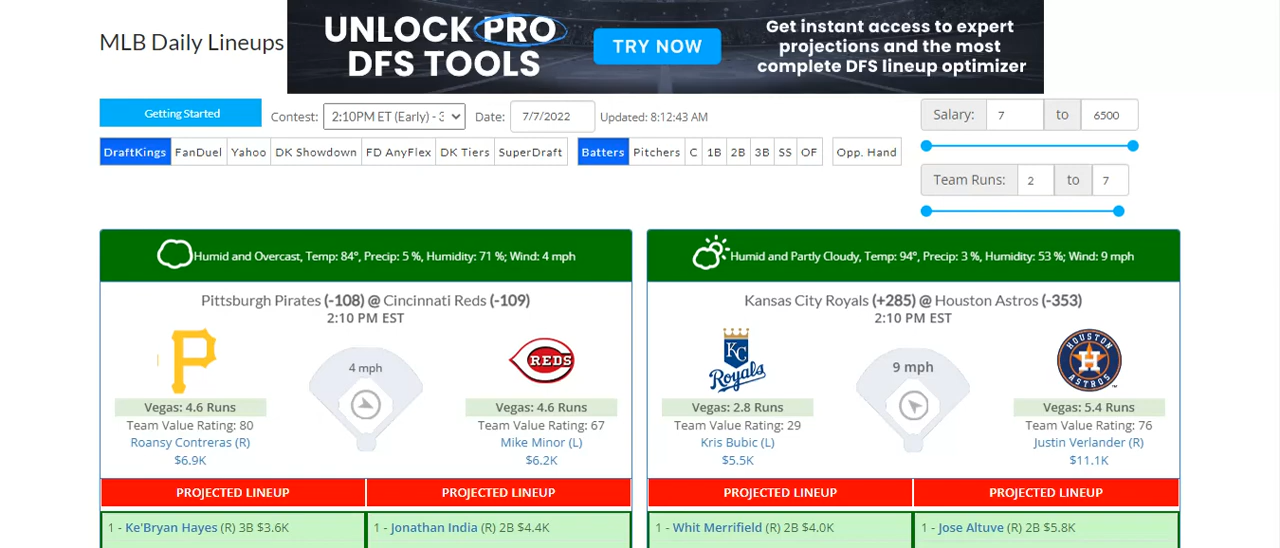 MLB Daily Lineups
UNLOCK PRO
DFS TOOLS
TRY NOW
Get instant access to expert
projections and the most
complete DFS lineup optimizer
Getting Started
Contest: 2:10PM ET (Early) - 3 Date: 7/7/2022 Updated: 8:12:43 AM
Salary: 7 to 6500
DraftKings FanDuel Yahoo DK Showdown FD AnyFlex DK Tiers SuperDraft Batters Pitchers C 1B 2B 3B SS OF Opp. Hand
Team Runs: 2 to 7
Humid and Overcast, Temp: 84°, Precip: 5 %, Humidity: 71 %; Wind: 4 mph
Pittsburgh Pirates (-108) @ Cincinnati Reds (-109)
2:10 PM EST
P
4 mph
REDS
Vegas: 4.6 Runs
Team Value Rating: 80
Roansy Contreras (R)
$6.9K
Vegas: 4.6 Runs
Team Value Rating: 67
Mike Minor (L)
$6.2K
PROJECTED LINEUP PROJECTED LINEUP
1 - Ke'Bryan Hayes (R) 3B $3.6K
1 - Jonathan India (R) 2B $4.4K
Humid and Partly Cloudy, Temp: 94°, Precip: 3 %, Humidity: 53 %; Wind: 9 mph
Kansas City Royals (+285) @ Houston Astros (-353)
2:10 PM EST
KC
Royals
9 mph
HOUSTON
ASTROS
Vegas: 2.8 Runs
Team Value Rating: 29
Kris Bubic (L)
$5.5K
Vegas: 5.4 Runs
Team Value Rating: 76
Justin Verlander (R)
$11.1K
PROJECTED LINEUP PROJECTED LINEUP
1 - Whit Merrifield (R) 2B $4.0K
1 - Jose Altuve (R) 2B $5.8K